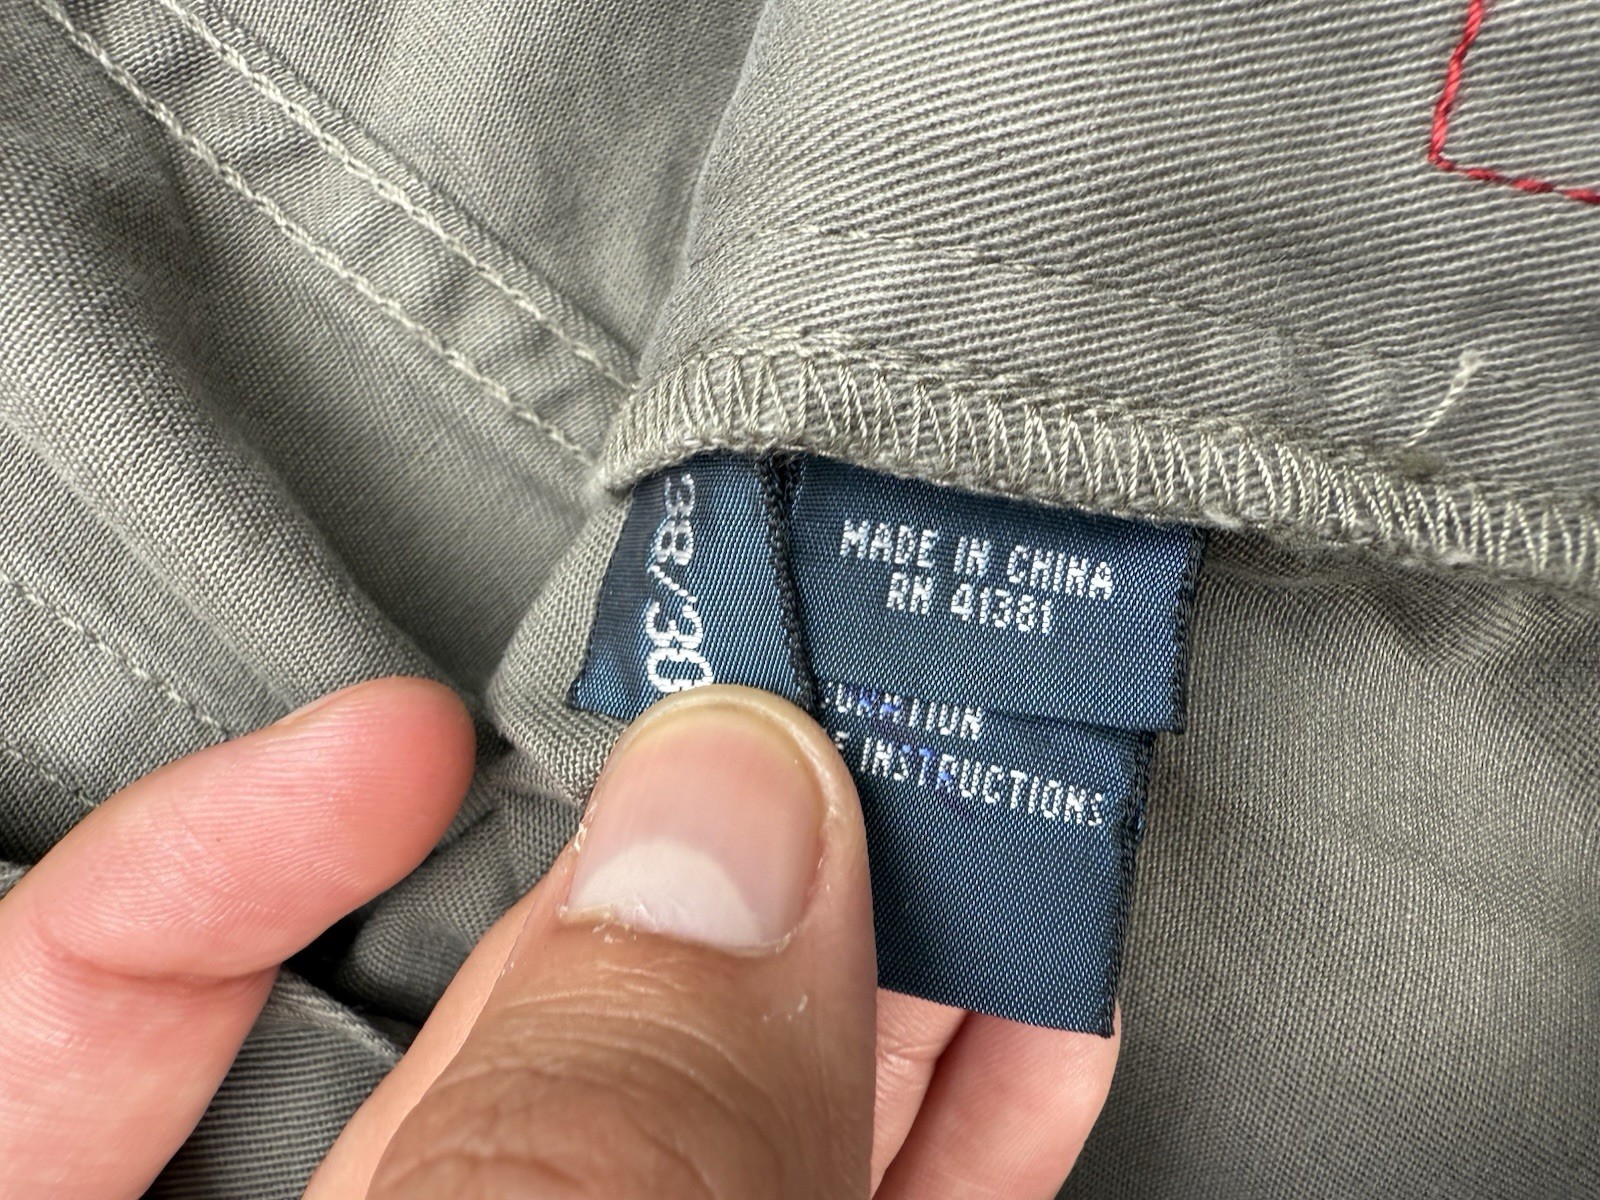 38/30
MADE IN CHINA
RN 41381
INSTRUCTIONS